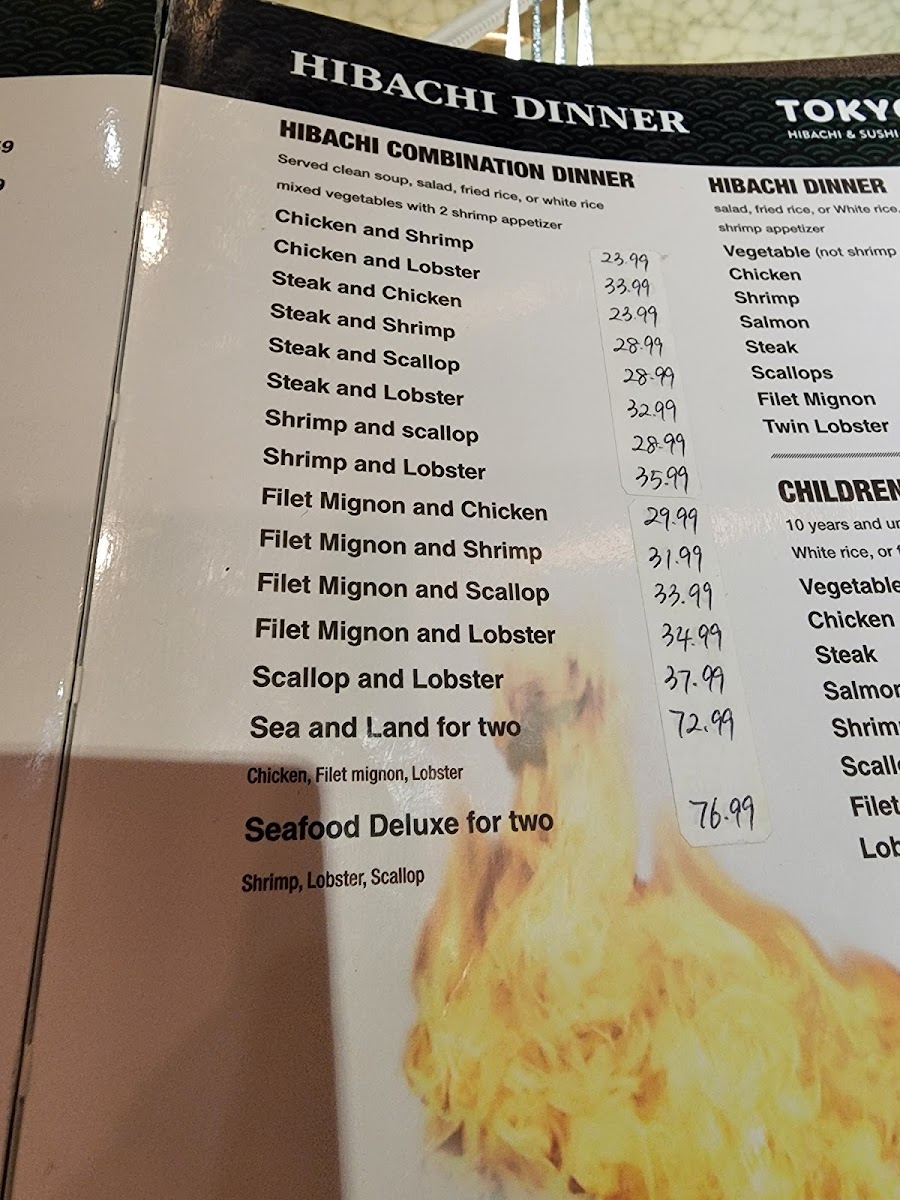 HIBACHI DINNER
HIBACHI COMBINATION DINNER
Served clean soup, salad, fried rice, or white rice
mixed vegetables with 2 shrimp appetizer
Chicken and Shrimp 23.99
Chicken and Lobster 33.99
Steak and Chicken 23.99
Steak and Shrimp 28.99
Steak and Scallop 28.99
Steak and Lobster 32.99
Shrimp and scallop 28.99
Shrimp and Lobster 35.99
Filet Mignon and Chicken 29.99
Filet Mignon and Shrimp 31.99
Filet Mignon and Scallop 33.99
Filet Mignon and Lobster 34.99
Scallop and Lobster 37.99
Sea and Land for two 72.99
Chicken, Filet mignon, Lobster
Seafood Deluxe for two 76.99
Shrimp, Lobster, Scallop
TOKYO
HIBACHI & SUSHI
HIBACHI DINNER
salad, fried rice, or White rice,
shrimp appetizer
Vegetable (not shrimp
Chicken
Shrimp
Salmon
Steak
Scallops
Filet Mignon
Twin Lobster
CHILDREN
10 years and un
White rice, or f
Vegetable
Chicken
Steak
Salmon
Shrim
Scall
Filet
Lob